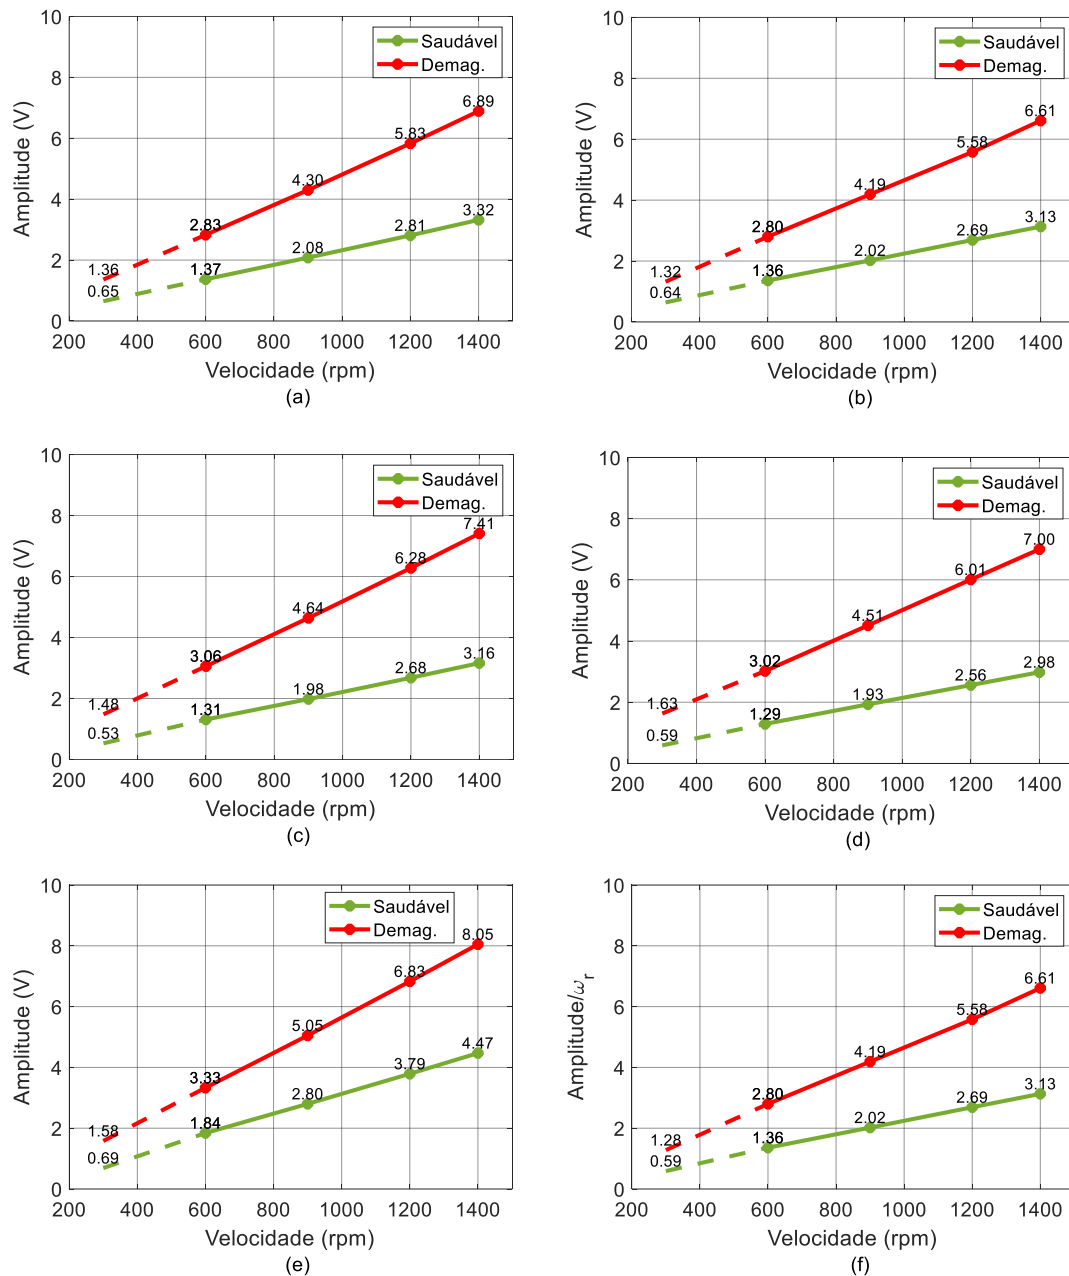 10
8
6
4
2
0
Amplitude (V)
Saudável
Demag.
1.36
2.83
4.30
5.83
6.89
0.65
1.37
2.08
2.81
3.32
200 400 600 800 1000 1200 1400
Velocidade (rpm)
(a)
10
8
6
4
2
0
Amplitude (V)
Saudável
Demag.
1.32
2.80
4.19
5.58
6.61
0.64
1.36
2.02
2.69
3.13
200 400 600 800 1000 1200 1400
Velocidade (rpm)
(b)
10
8
6
4
2
0
Amplitude (V)
Saudável
Demag.
1.48
3.06
4.64
6.28
7.41
0.53
1.31
1.98
2.68
3.16
200 400 600 800 1000 1200 1400
Velocidade (rpm)
(c)
10
8
6
4
2
0
Amplitude (V)
Saudável
Demag.
1.63
3.02
4.51
6.01
7.00
0.59
1.29
1.93
2.56
2.98
200 400 600 800 1000 1200 1400
Velocidade (rpm)
(d)
10
8
6
4
2
0
Amplitude (V)
Saudável
Demag.
1.58
3.33
5.05
6.83
8.05
0.69
1.84
2.80
3.79
4.47
200 400 600 800 1000 1200 1400
Velocidade (rpm)
(e)
10
8
6
4
2
0
Amplitude/ω_r
Saudável
Demag.
1.28
2.80
4.19
5.58
6.61
0.59
1.36
2.02
2.69
3.13
200 400 600 800 1000 1200 1400
Velocidade (rpm)
(f)